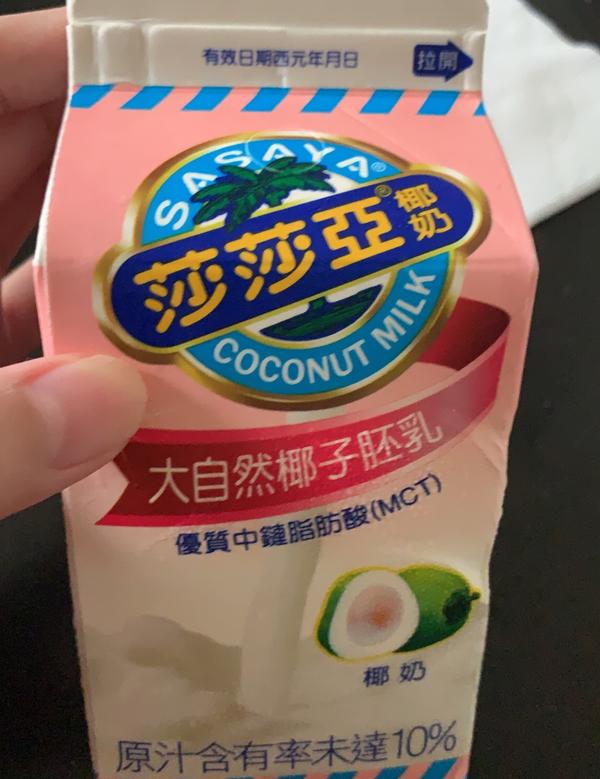 有效日期西元年月日
拉開
SASAYA®
莎莎亞®椰奶
COCONUT MILK
大自然椰子胚乳
優質中鏈脂肪酸(MCT)
椰奶
原汁含有率未達10%